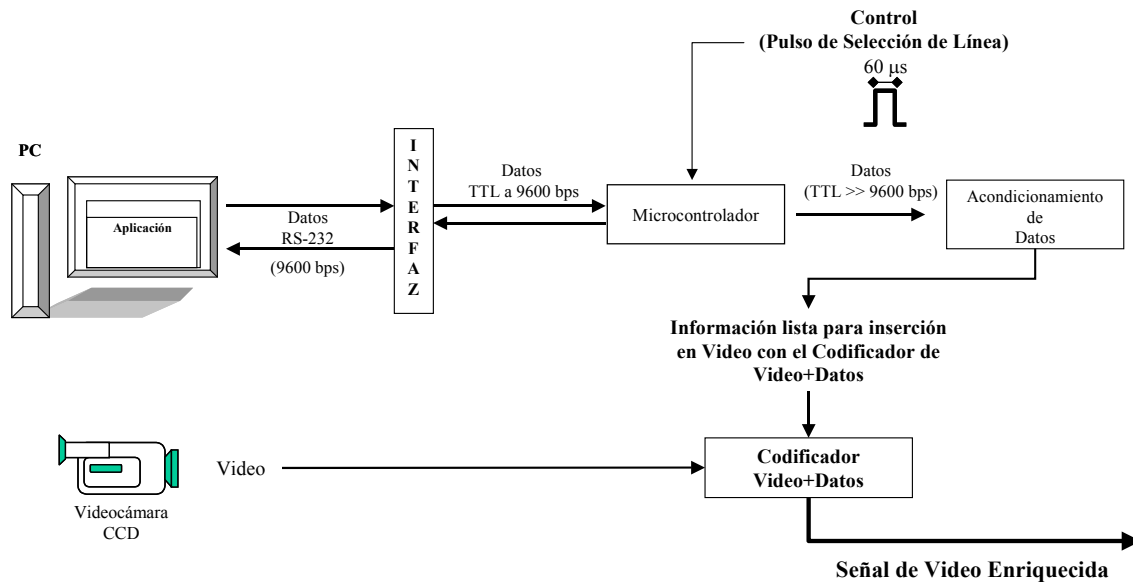 Control
(Pulso de Selección de Línea)
60 µs
PC
Aplicación
Datos
RS-232
(9600 bps)
I
N
T
E
R
F
A
Z
Datos
TTL a 9600 bps
Microcontrolador
Datos
(TTL >> 9600 bps)
Acondicionamiento
de
Datos
Información lista para inserción
en Video con el Codificador de
Video+Datos
Videocámara
CCD
Video
Codificador
Video+Datos
Señal de Video Enriquecida